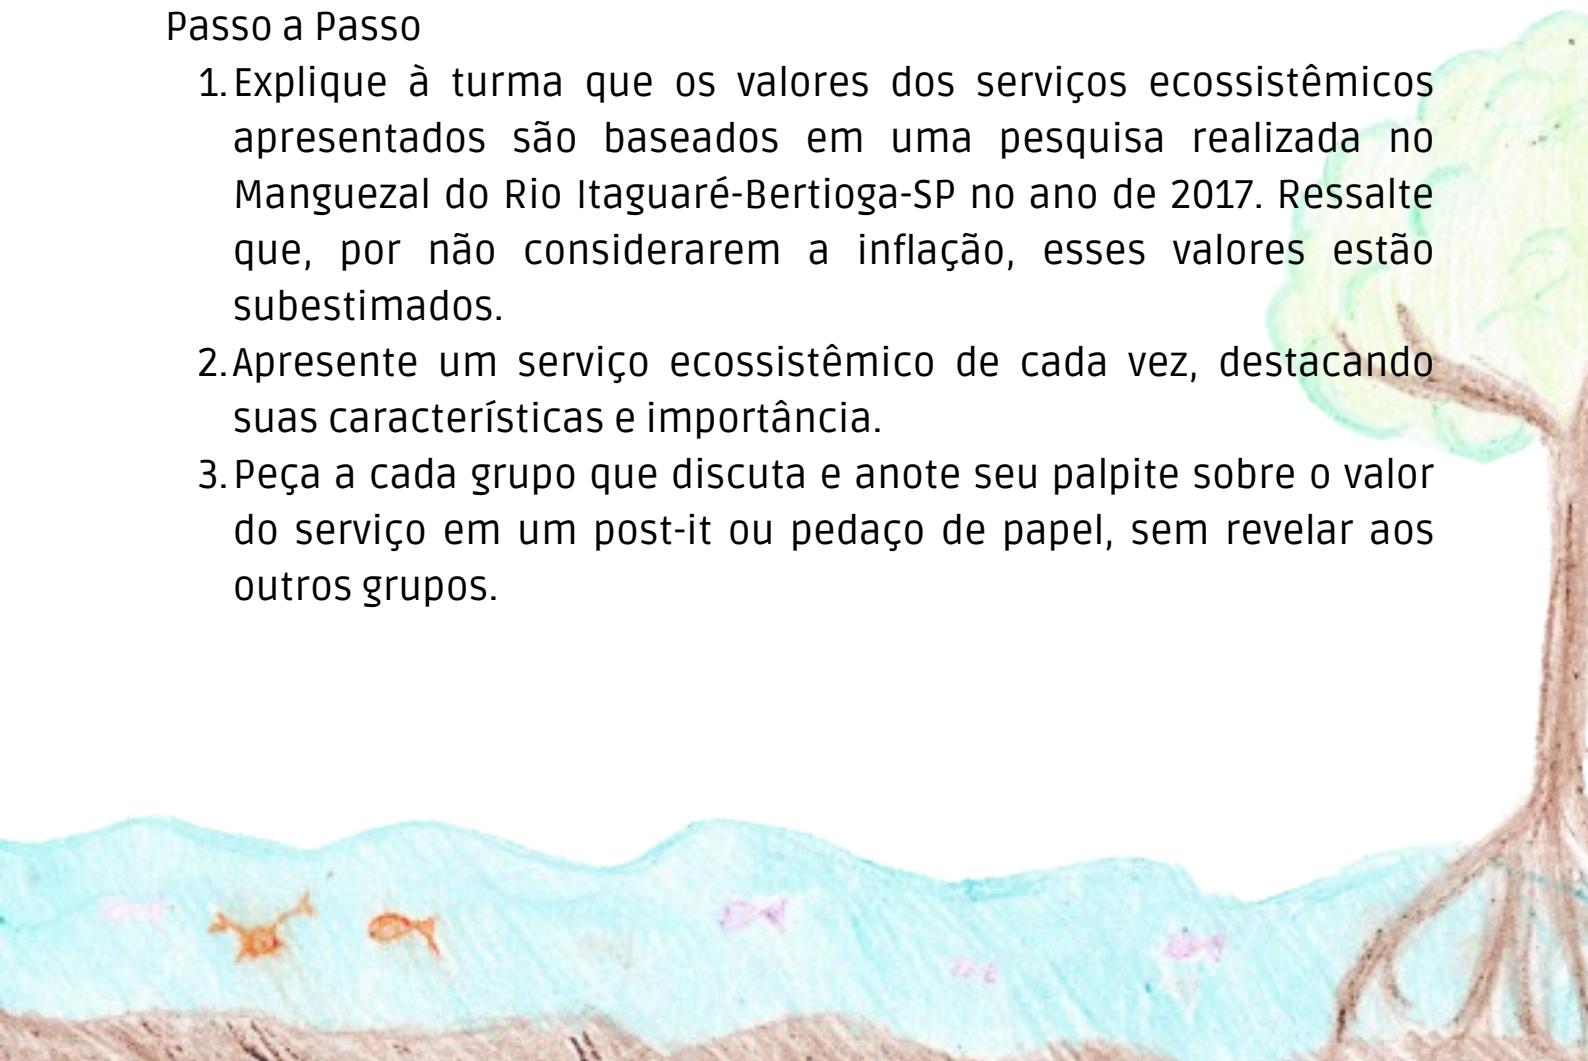 Passo a Passo
1. Explique à turma que os valores dos serviços ecossistêmicos
apresentados são baseados em uma pesquisa realizada no
Manguezal do Rio Itaguaré-Bertioga-SP no ano de 2017. Ressalte
que, por não considerarem a inflação, esses valores estão
subestimados.
2. Apresente um serviço ecossistêmico de cada vez, destacando
suas características e importância.
3. Peça a cada grupo que discuta e anote seu palpite sobre o valor
do serviço em um post-it ou pedaço de papel, sem revelar aos
outros grupos.